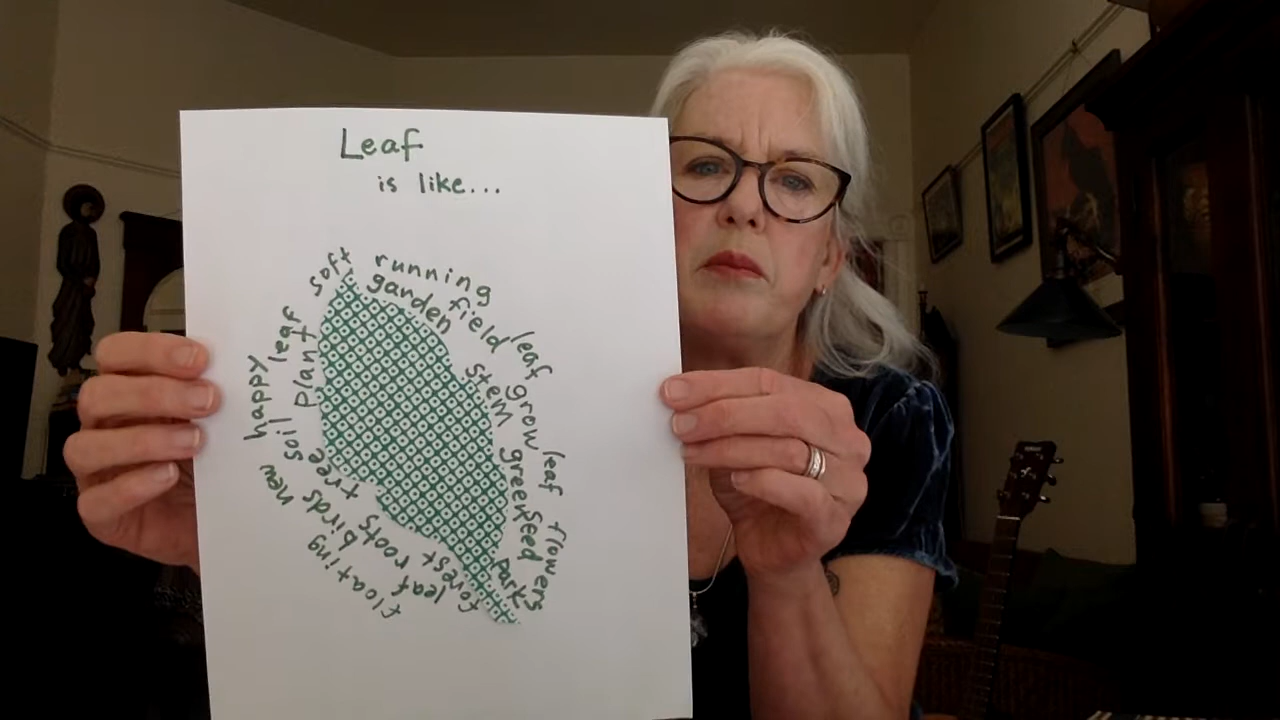 Leaf
is like...
soft running
garden field leaf
stem grow leaf
green seed flowers
park
forest leaf floating
roots birds new
tree soil happy
plant leaf